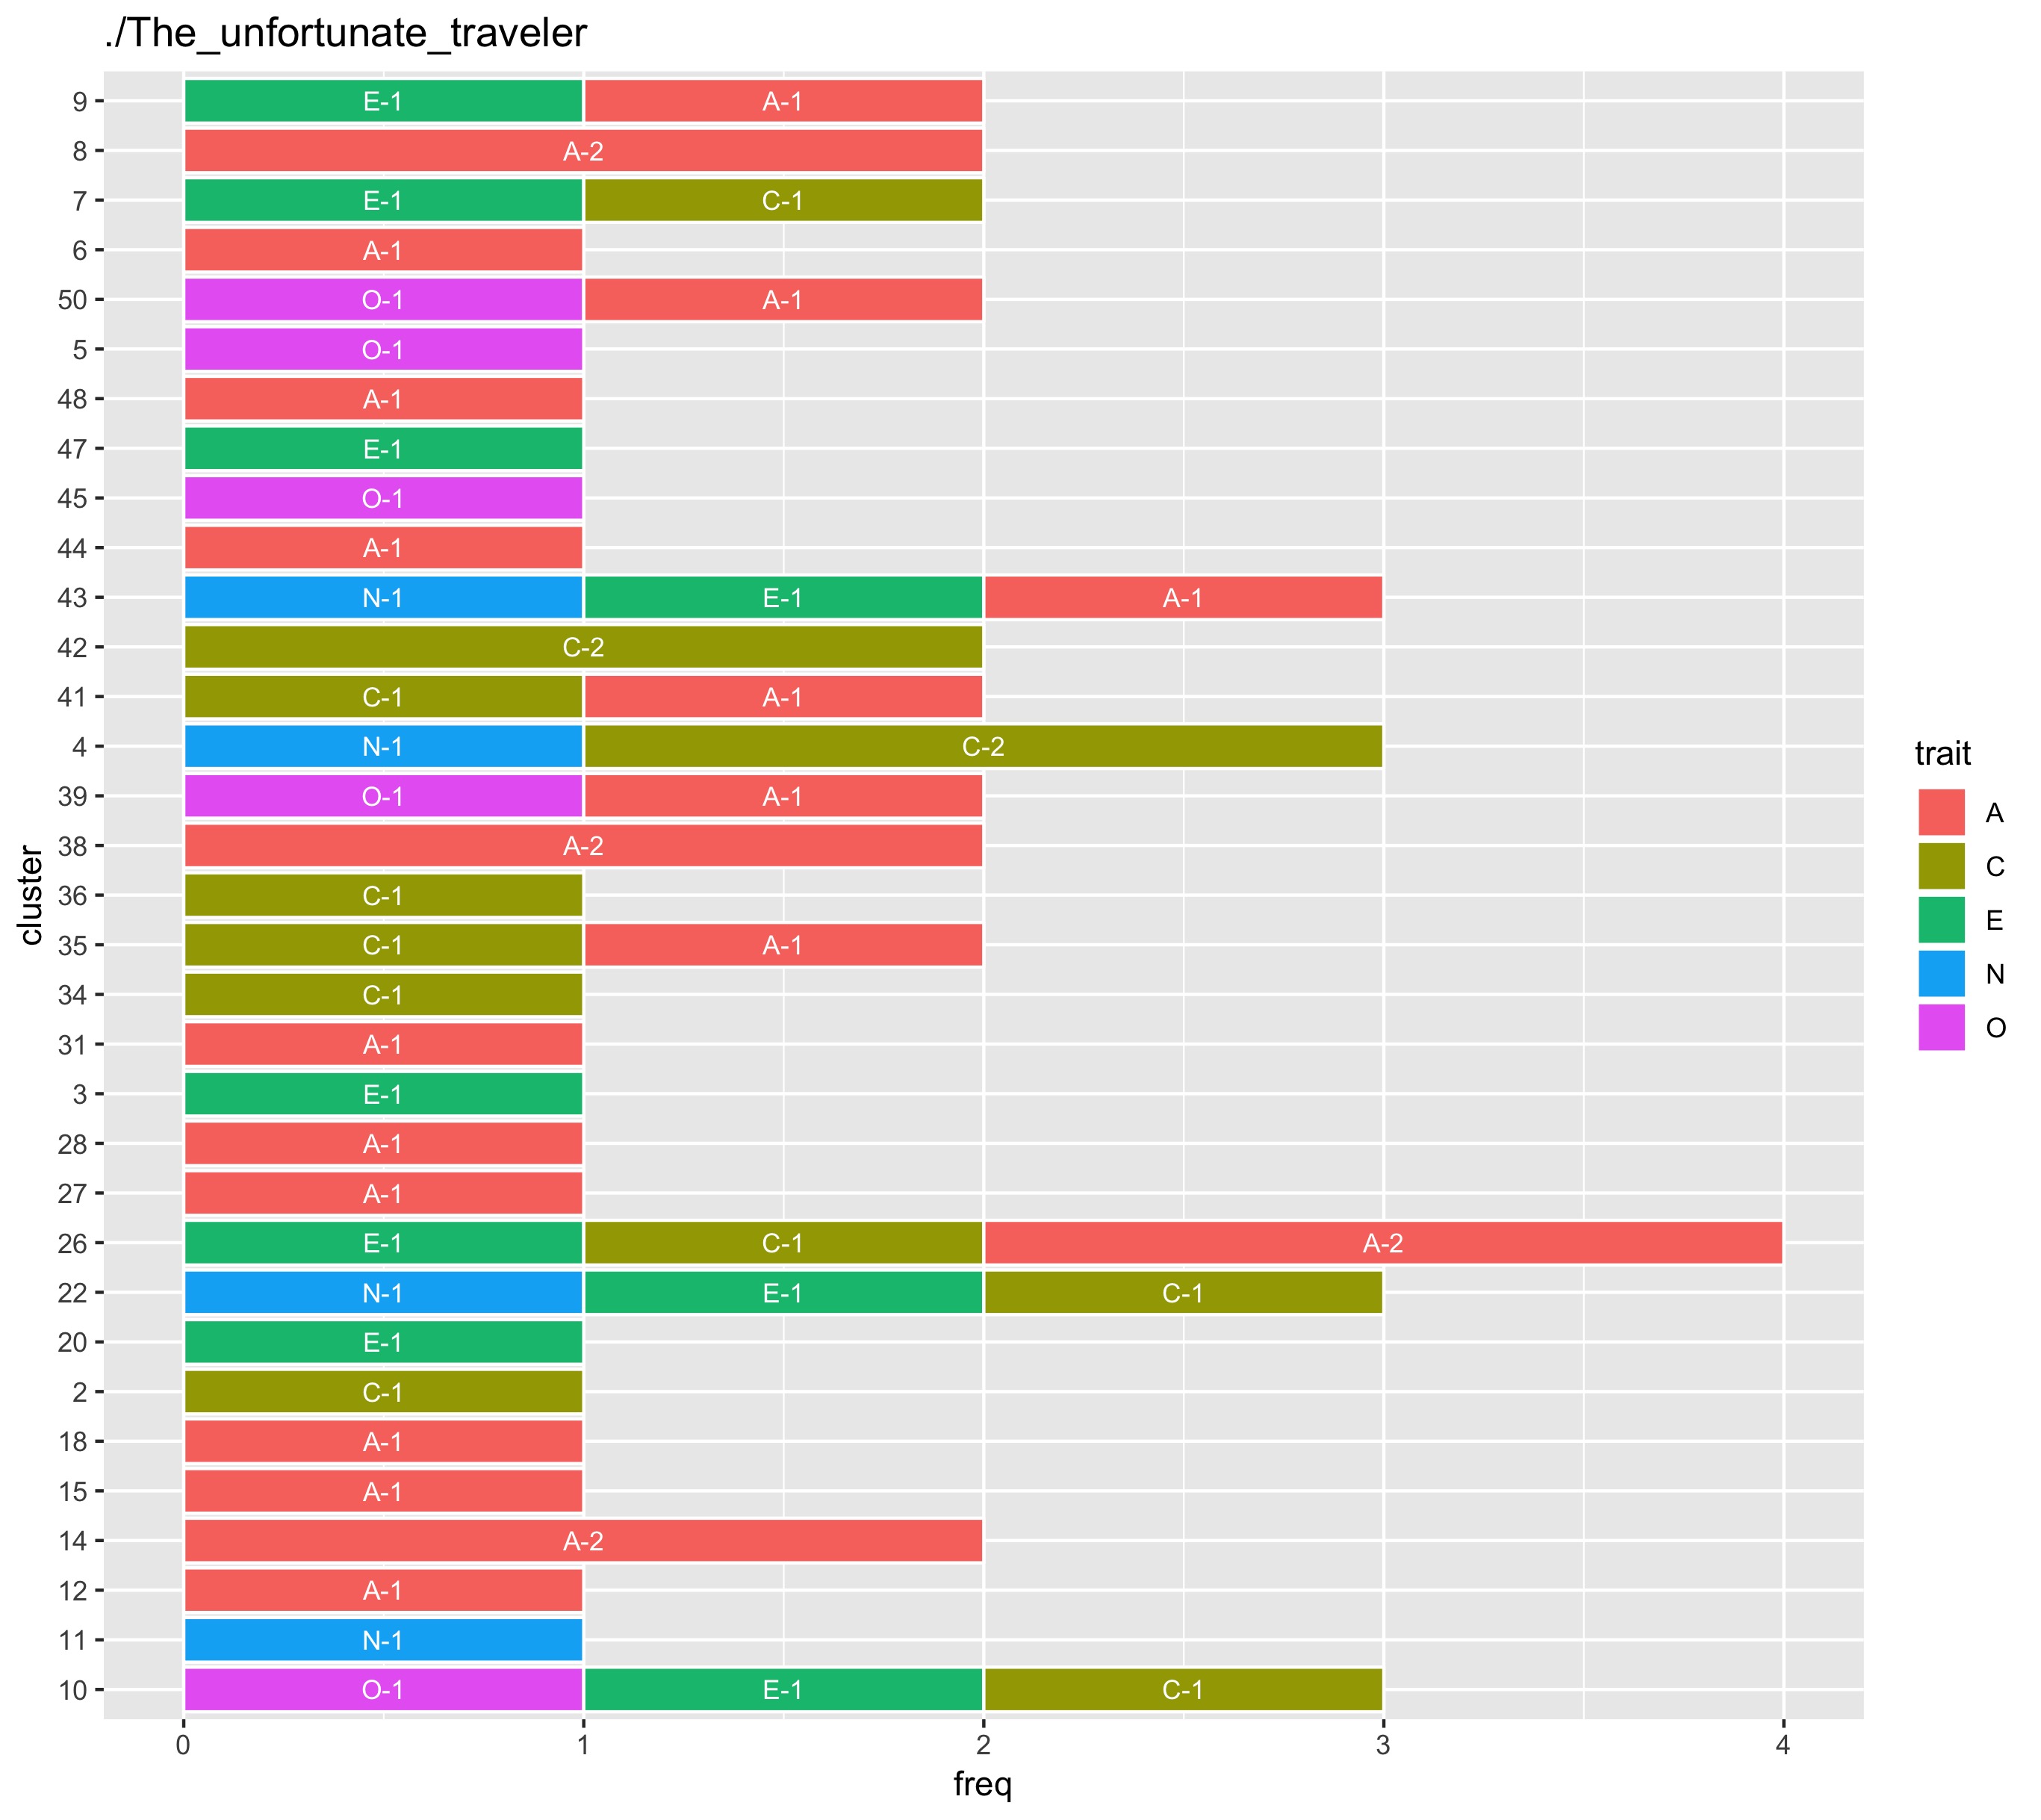 ./The_unfortunate_traveler
9 E-1 A-1
8 A-2
7 E-1 C-1
6 A-1
50 O-1 A-1
5 O-1
48 A-1
47 E-1
45 O-1
44 A-1
43 N-1 E-1 A-1
42 C-2
41 C-1 A-1
4 N-1 C-2
39 O-1 A-1
38 A-2
36 C-1
35 C-1 A-1
34 C-1
31 A-1
3 E-1
28 A-1
27 A-1
26 E-1 C-1 A-2
22 N-1 E-1 C-1
20 E-1
2 C-1
18 A-1
15 A-1
14 A-2
12 A-1
11 N-1
10 O-1 E-1 C-1
0 1 2 3 4
freq
cluster
trait
A
C
E
N
O